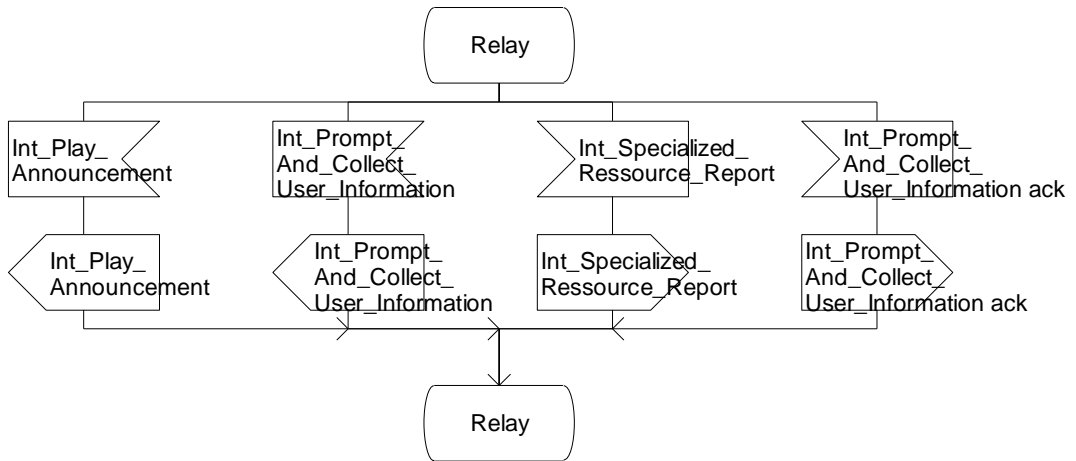 Relay
Int_Play_
Announcement
Int_Prompt_
And_Collect_
User_Information
Int_Specialized_
Ressource_Report
Int_Prompt_
And_Collect_
User_Information ack
Int_Play_
Announcement
Int_Prompt_
And_Collect_
User_Information
Int_Specialized_
Ressource_Report
Int_Prompt_
And_Collect_
User_Information ack
Relay